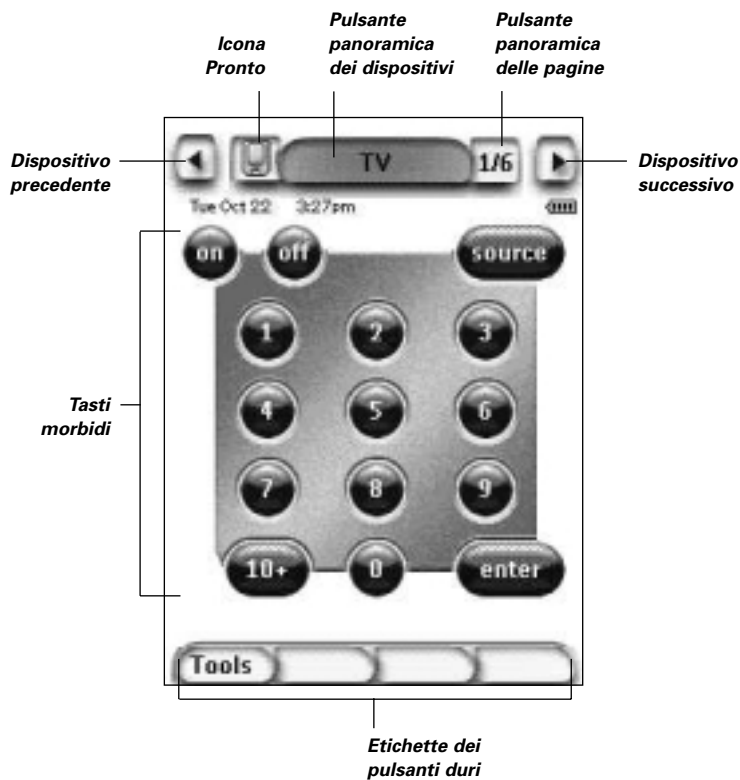 Icona
Pronto
Pulsante
panoramica
dei dispositivi
Pulsante
panoramica
delle pagine
Dispositivo
precedente
TV
1/6
Dispositivo
successivo
Tue Oct 22 3:27pm
on off source
1 2 3
Tasti
morbidi
4 5 6
7 8 9
10+ 0 enter
Tools
Etichette dei
pulsanti duri